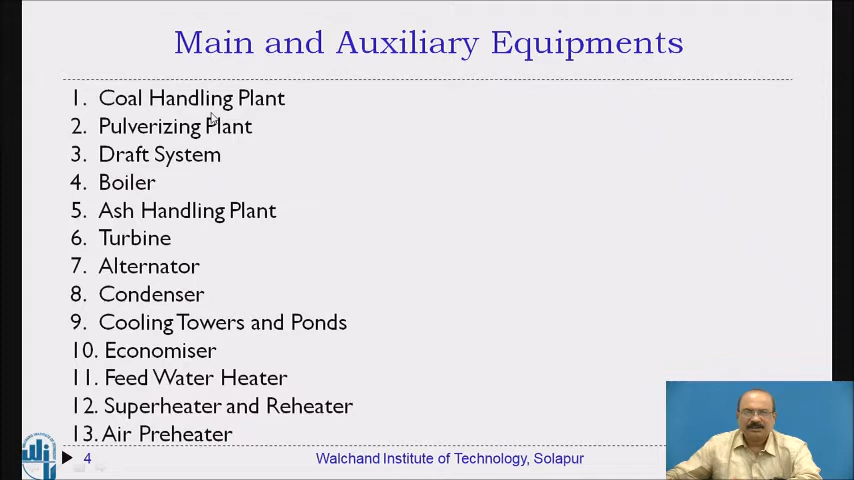 Main and Auxiliary Equipments
1. Coal Handling Plant
2. Pulverizing Plant
3. Draft System
4. Boiler
5. Ash Handling Plant
6. Turbine
7. Alternator
8. Condenser
9. Cooling Towers and Ponds
10. Economiser
11. Feed Water Heater
12. Superheater and Reheater
13. Air Preheater
4 Walchand Institute of Technology, Solapur